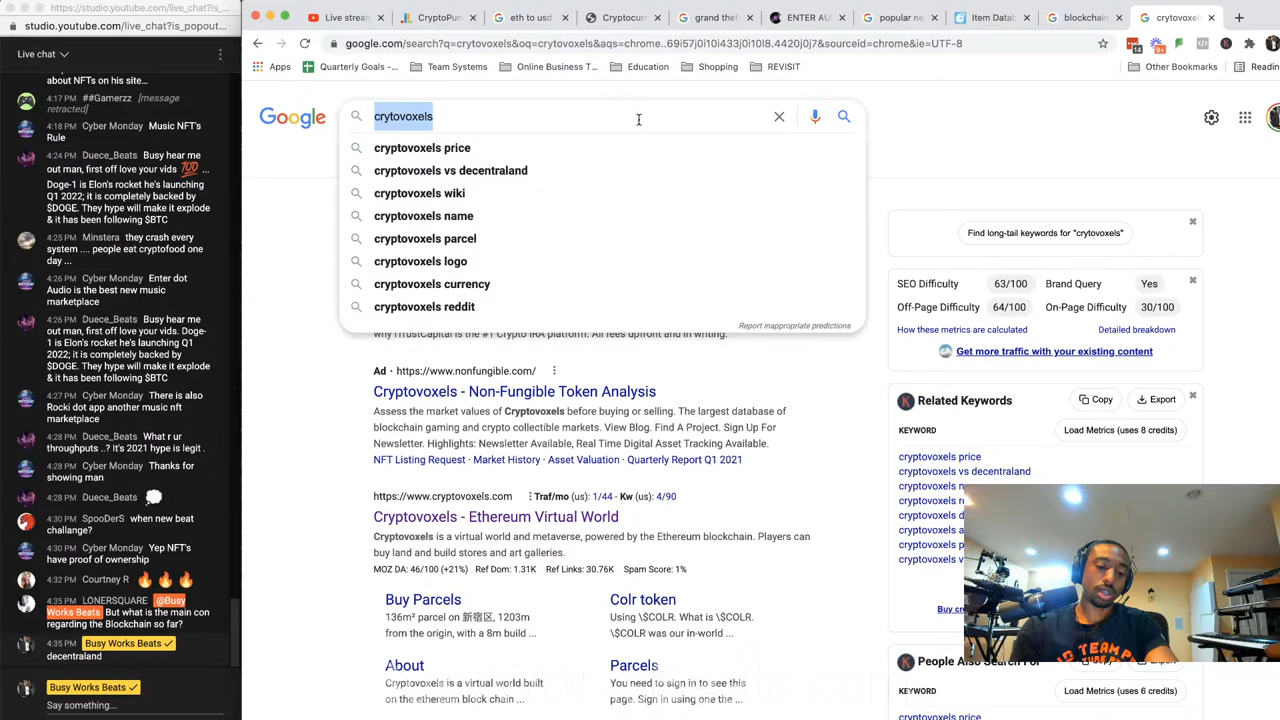 studio.youtube.com/live_chat?is_popout...
studio.youtube.com/live_chat?is_...
Live chat
about NFTs on his site...
4:17 PM ##Gamerzz [message
retracted]
4:18 PM Cyber Monday Music NFT's
Rule
4:24 PM Duece_Beats Busy hear me
out man, first off love your vids 💯 ...
Doge-1 is Elon's rocket he's launching
Q1 2022; it is completely backed by
$DOGE. They hype will make it explode
& it has been following $BTC
4:25 PM Minstera they crash every
system .... people eat cryptofood one
day ...
4:26 PM Cyber Monday Enter dot
Audio is the best new music
marketplace
4:26 PM Duece_Beats Busy hear me
out man, first off love your vids. Doge-
1 is Elon's rocket he's launching Q1
2022; it is completely backed by
$DOGE. They hype will make it explode
& it has been following $BTC
4:27 PM Cyber Monday There is also
Rocki dot app another music nft
marketplace
4:28 PM Duece_Beats What r ur
throughputs ..? It's 2021 hype is legit .
4:28 PM Cyber Monday Thanks for
showing man
4:28 PM Duece_Beats 💭
4:30 PM SpooDerS when new beat
challange?
4:30 PM Cyber Monday Yep NFT's
have proof of ownership
4:32 PM Courtney R 🔥 🔥 🔥
4:35 PM LONERSQUARE @Busy
Works Beats But what is the main con
regarding the Blockchain so far?
4:35 PM Busy Works Beats ✓
decentraland
Busy Works Beats ✓
Say something...
Live stream
CryptoPun
eth to usd
Cryptocurr
grand thef
ENTER AU
popular ne
Item Datab
blockchain
crytovoxels
google.com/search?q=crytovoxels&oq=crytovoxels&aqs=chrome..69i57j0i10i433j0i10l8.4420j0j7&sourceid=chrome&ie=UTF-8
14
9+
Apps
Quarterly Goals -...
Team Systems
Online Business T...
Education
Shopping
REVISIT
Other Bookmarks
Readin
Google
crytovoxels
cryptovoxels price
cryptovoxels vs decentraland
cryptovoxels wiki
cryptovoxels name
cryptovoxels parcel
cryptovoxels logo
cryptovoxels currency
cryptovoxels reddit
Report inappropriate predictions
why iTrustCapital is the #1 Crypto IRA platform. All fees upfront and in writing.
Ad · https://www.nonfungible.com/
Cryptovoxels - Non-Fungible Token Analysis
Assess the market values of Cryptovoxels before buying or selling. The largest database of
blockchain gaming and crypto collectible markets. View Blog. Find A Project. Sign Up For
Newsletter. Highlights: Newsletter Available, Real Time Digital Asset Tracking Available.
NFT Listing Request · Market History · Asset Valuation · Quarterly Report Q1 2021
https://www.cryptovoxels.com Traf/mo (us): 1/44 - Kw (us): 4/90
Cryptovoxels - Ethereum Virtual World
Cryptovoxels is a virtual world and metaverse, powered by the Ethereum blockchain. Players can
buy land and build stores and art galleries.
MOZ DA: 46/100 (+21%) Ref Dom: 1.31K Ref Links: 30.76K Spam Score: 1%
Buy Parcels
136m² parcel on 新宿区, 1203m
from the origin, with a 8m build ...
Colr token
Using \$COLR. What is \$COLR.
\$COLR was our in-world ...
About
Cryptovoxels is a virtual world built
on the ethereum block chain ...
Parcels
You need to sign in to see this
page. Sign in using one the ...
Find long-tail keywords for "crytovoxels"
SEO Difficulty 63/100 Brand Query Yes
Off-Page Difficulty 64/100 On-Page Difficulty 30/100
How these metrics are calculated Detailed breakdown
Get more traffic with your existing content
Related Keywords
Copy
Export
KEYWORD
Load Metrics (uses 8 credits)
cryptovoxels price
cryptovoxels vs decentraland
cryptovoxels
cryptovoxels
cryptovoxels
cryptovoxels
cryptovoxels
cryptovoxels
Buy
NO
TEAM
FOR
People Also Search For
KEYWORD
Load Metrics (uses 6 credits)
cryptovoxels price